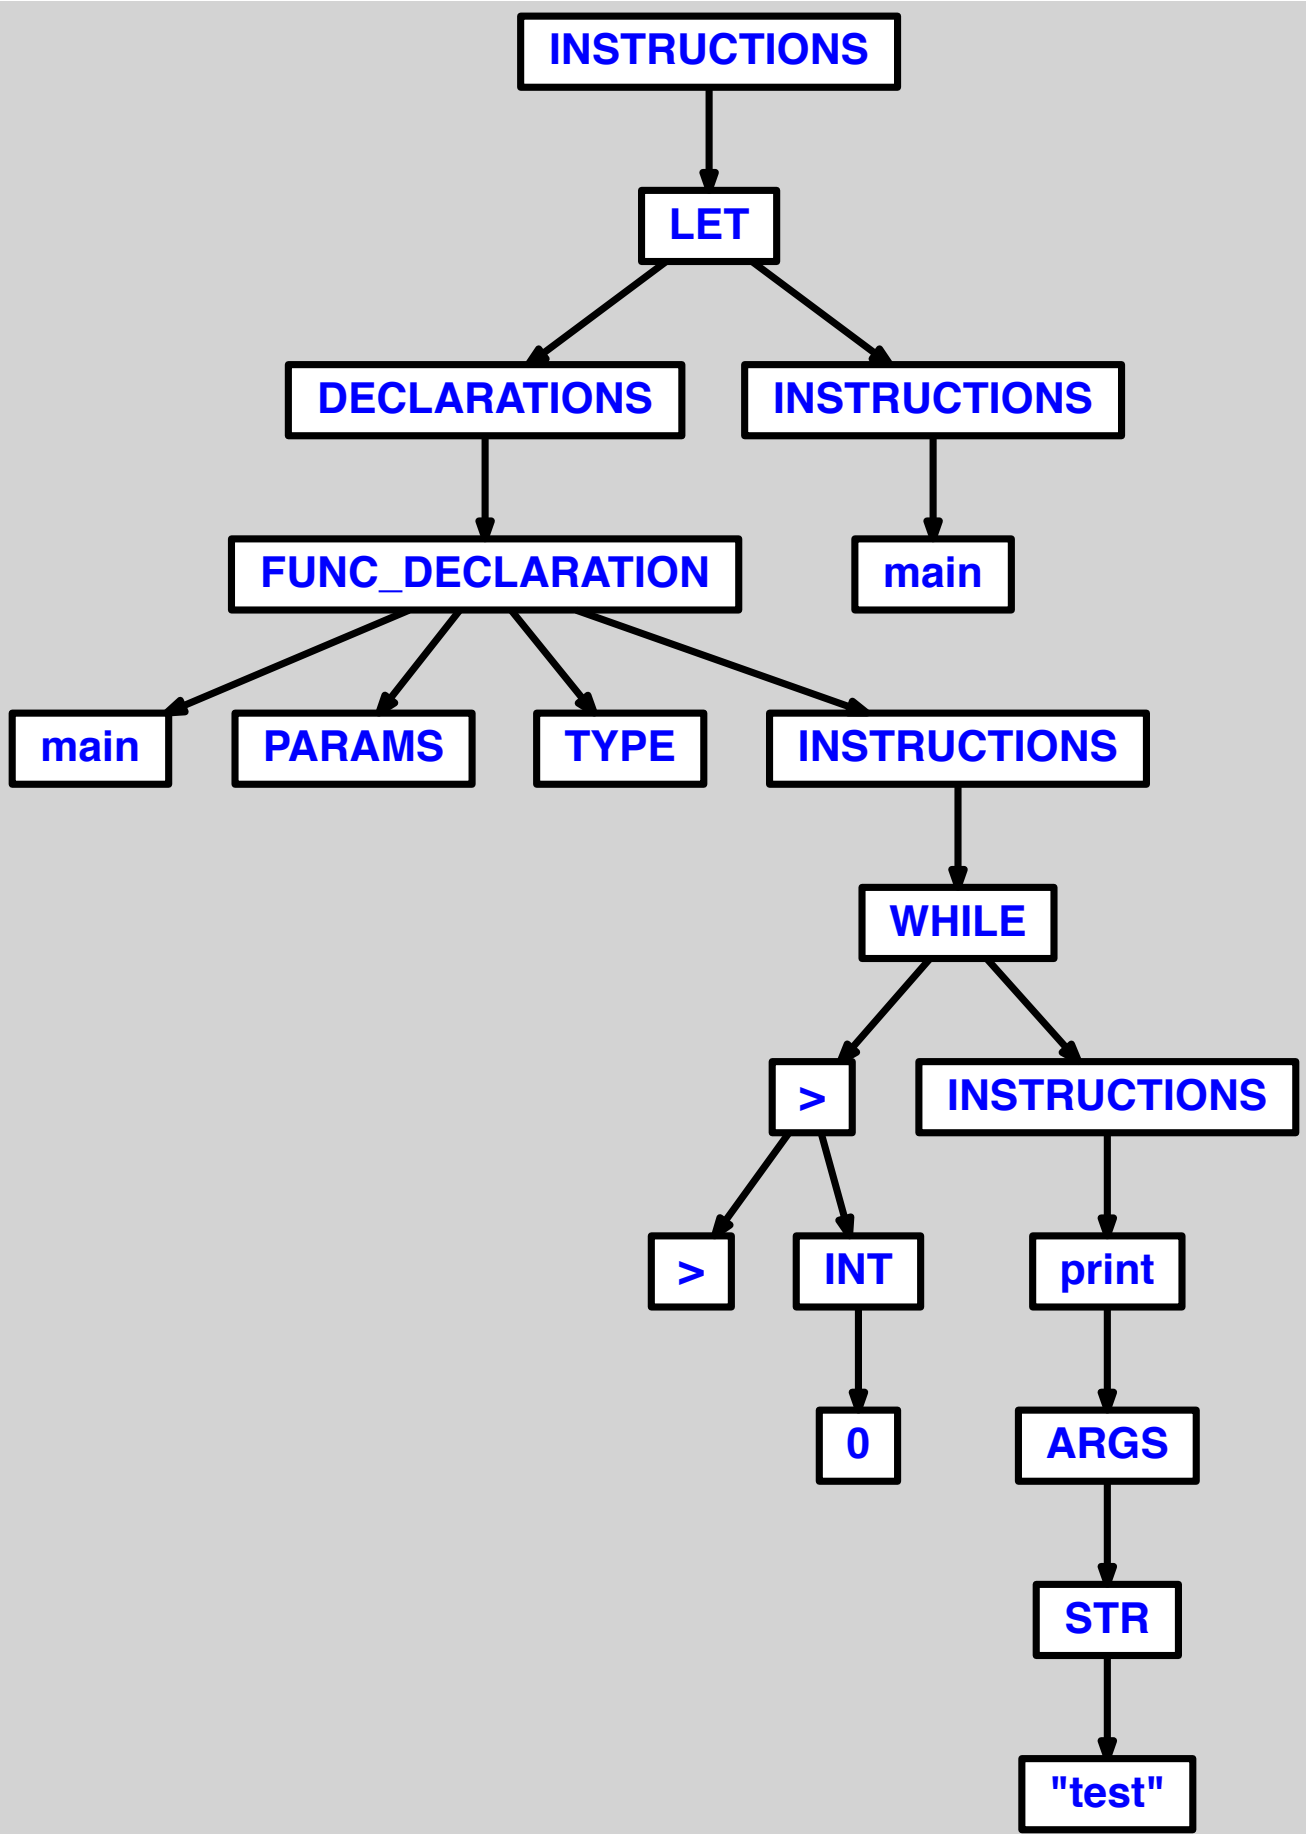 INSTRUCTIONS
LET
DECLARATIONS
INSTRUCTIONS
FUNC_DECLARATION
main
main
PARAMS
TYPE
INSTRUCTIONS
WHILE
>
INSTRUCTIONS
>
INT
print
0
ARGS
STR
"test"